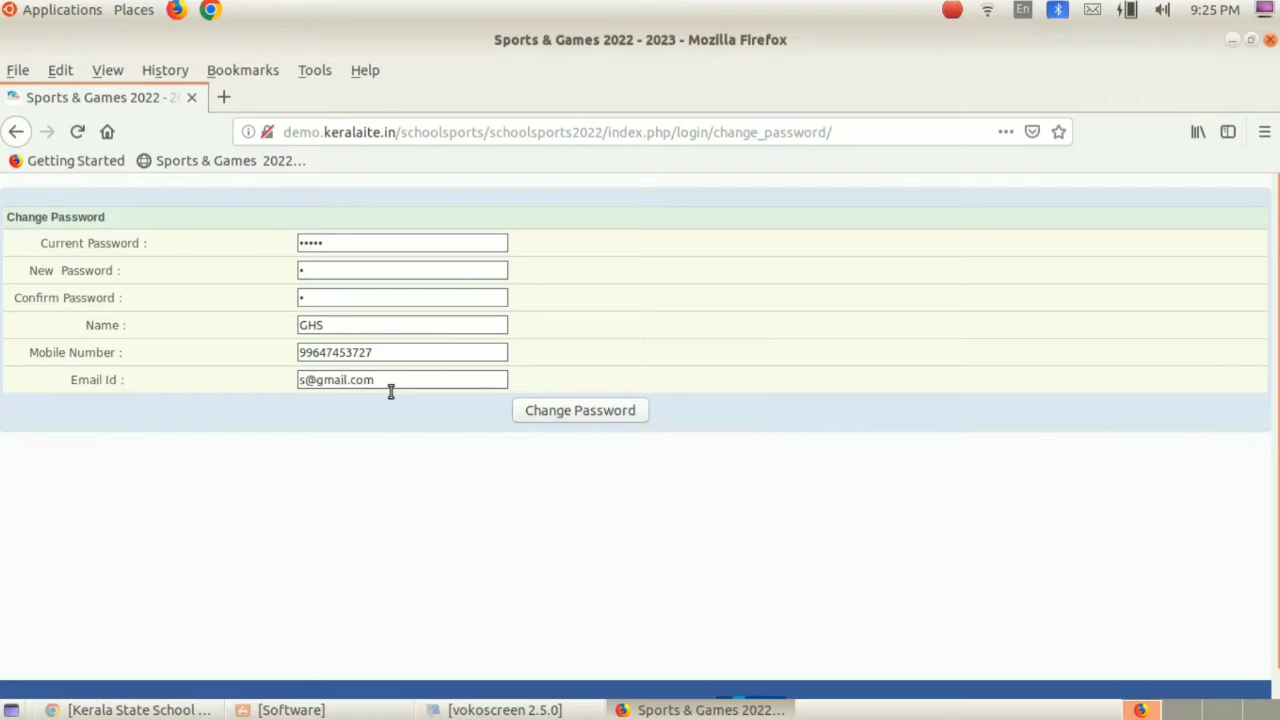 Applications Places En 9:25 PM
Sports & Games 2022 - 2023 - Mozilla Firefox
File Edit View History Bookmarks Tools Help
Sports & Games 2022 - 20
demo.keralaite.in/schoolsports/schoolsports2022/index.php/login/change_password/
Getting Started Sports & Games 2022...
Change Password
Current Password : •••••
New Password : •
Confirm Password : •
Name : GHS
Mobile Number : 99647453727
Email Id : s@gmail.com
Change Password
[Kerala State School ... [Software] [vokoscreen 2.5.0] Sports & Games 2022...